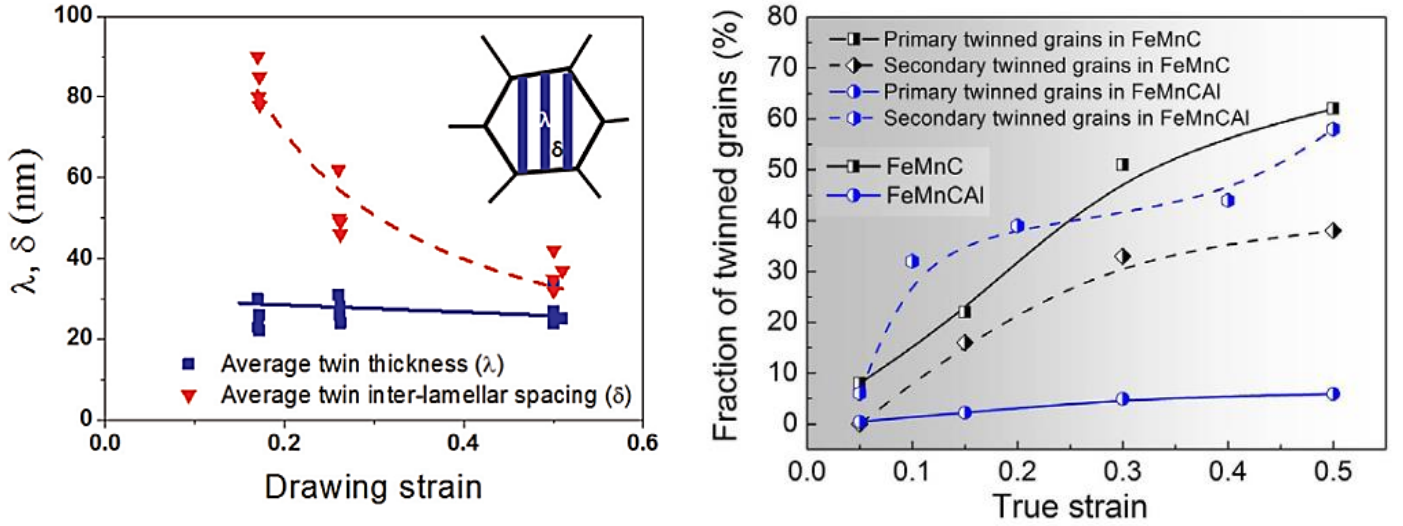 100
80
60
40
20
0
λ, δ (nm)
λ
δ
Average twin thickness (λ)
Average twin inter-lamellar spacing (δ)
0.0 0.2 0.4 0.6
Drawing strain
80
70
60
50
40
30
20
10
0
Fraction of twinned grains (%)
Primary twinned grains in FeMnC
Secondary twinned grains in FeMnC
Primary twinned grains in FeMnCAl
Secondary twinned grains in FeMnCAl
FeMnC
FeMnCAl
0.0 0.1 0.2 0.3 0.4 0.5
True strain